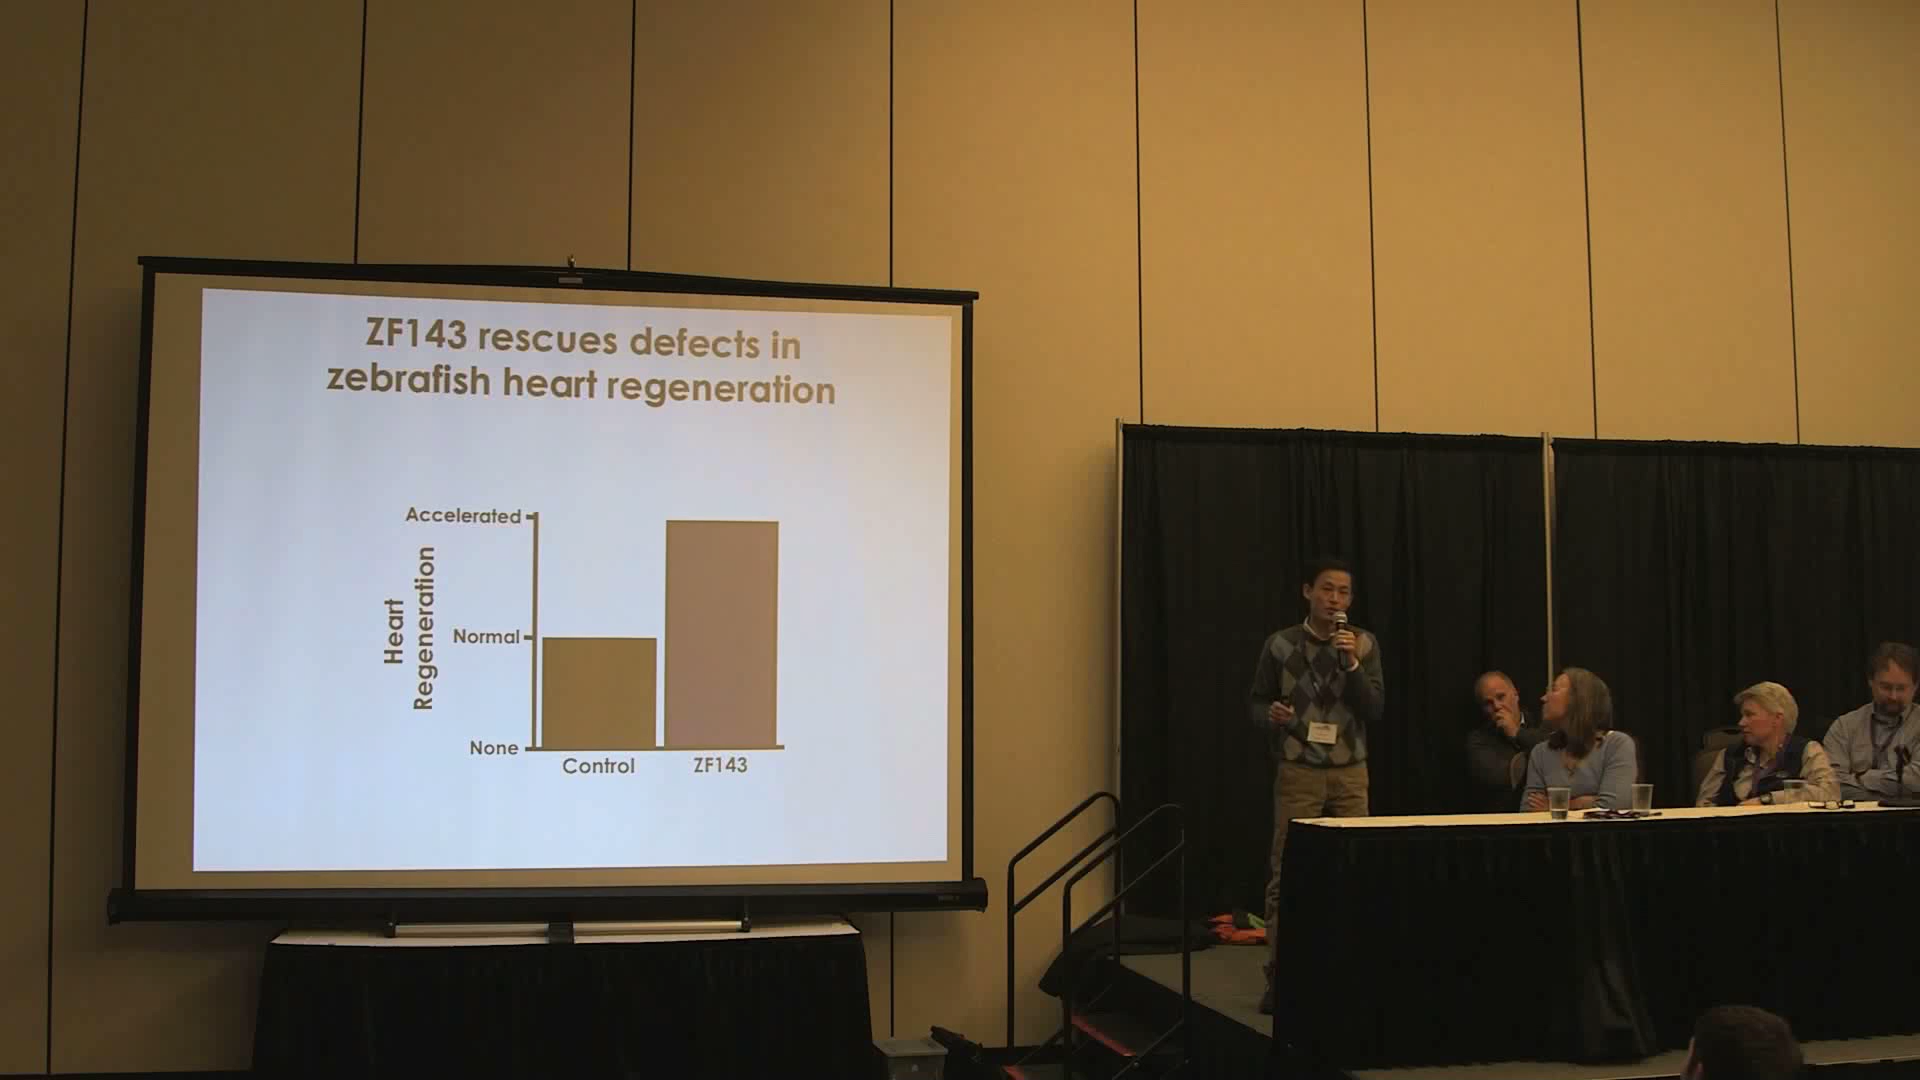 ZF143 rescues defects in
zebrafish heart regeneration
Accelerated
Heart
Regeneration
Normal
None
Control
ZF143